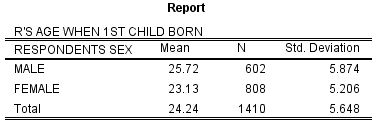 Report
R'S AGE WHEN 1ST CHILD BORN
RESPONDENTS SEX Mean N Std. Deviation
MALE 25.72 602 5.874
FEMALE 23.13 808 5.206
Total 24.24 1410 5.648